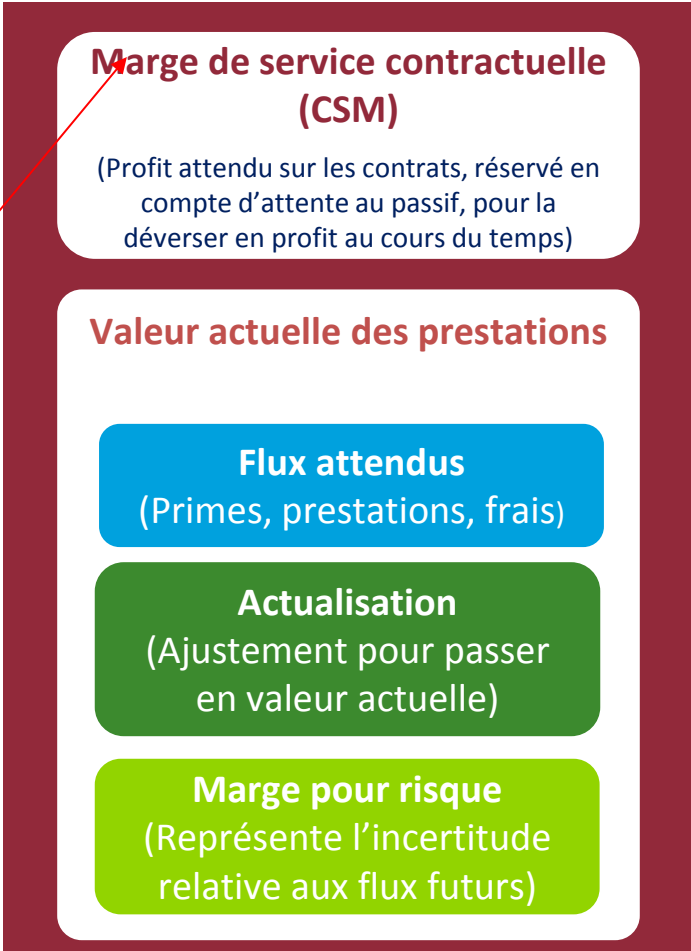 Marge de service contractuelle
(CSM)
(Profit attendu sur les contrats, réservé en
compte d’attente au passif, pour la
déverser en profit au cours du temps)
Valeur actuelle des prestations
Flux attendus
(Primes, prestations, frais)
Actualisation
(Ajustement pour passer
en valeur actuelle)
Marge pour risque
(Représente l’incertitude
relative aux flux futurs)